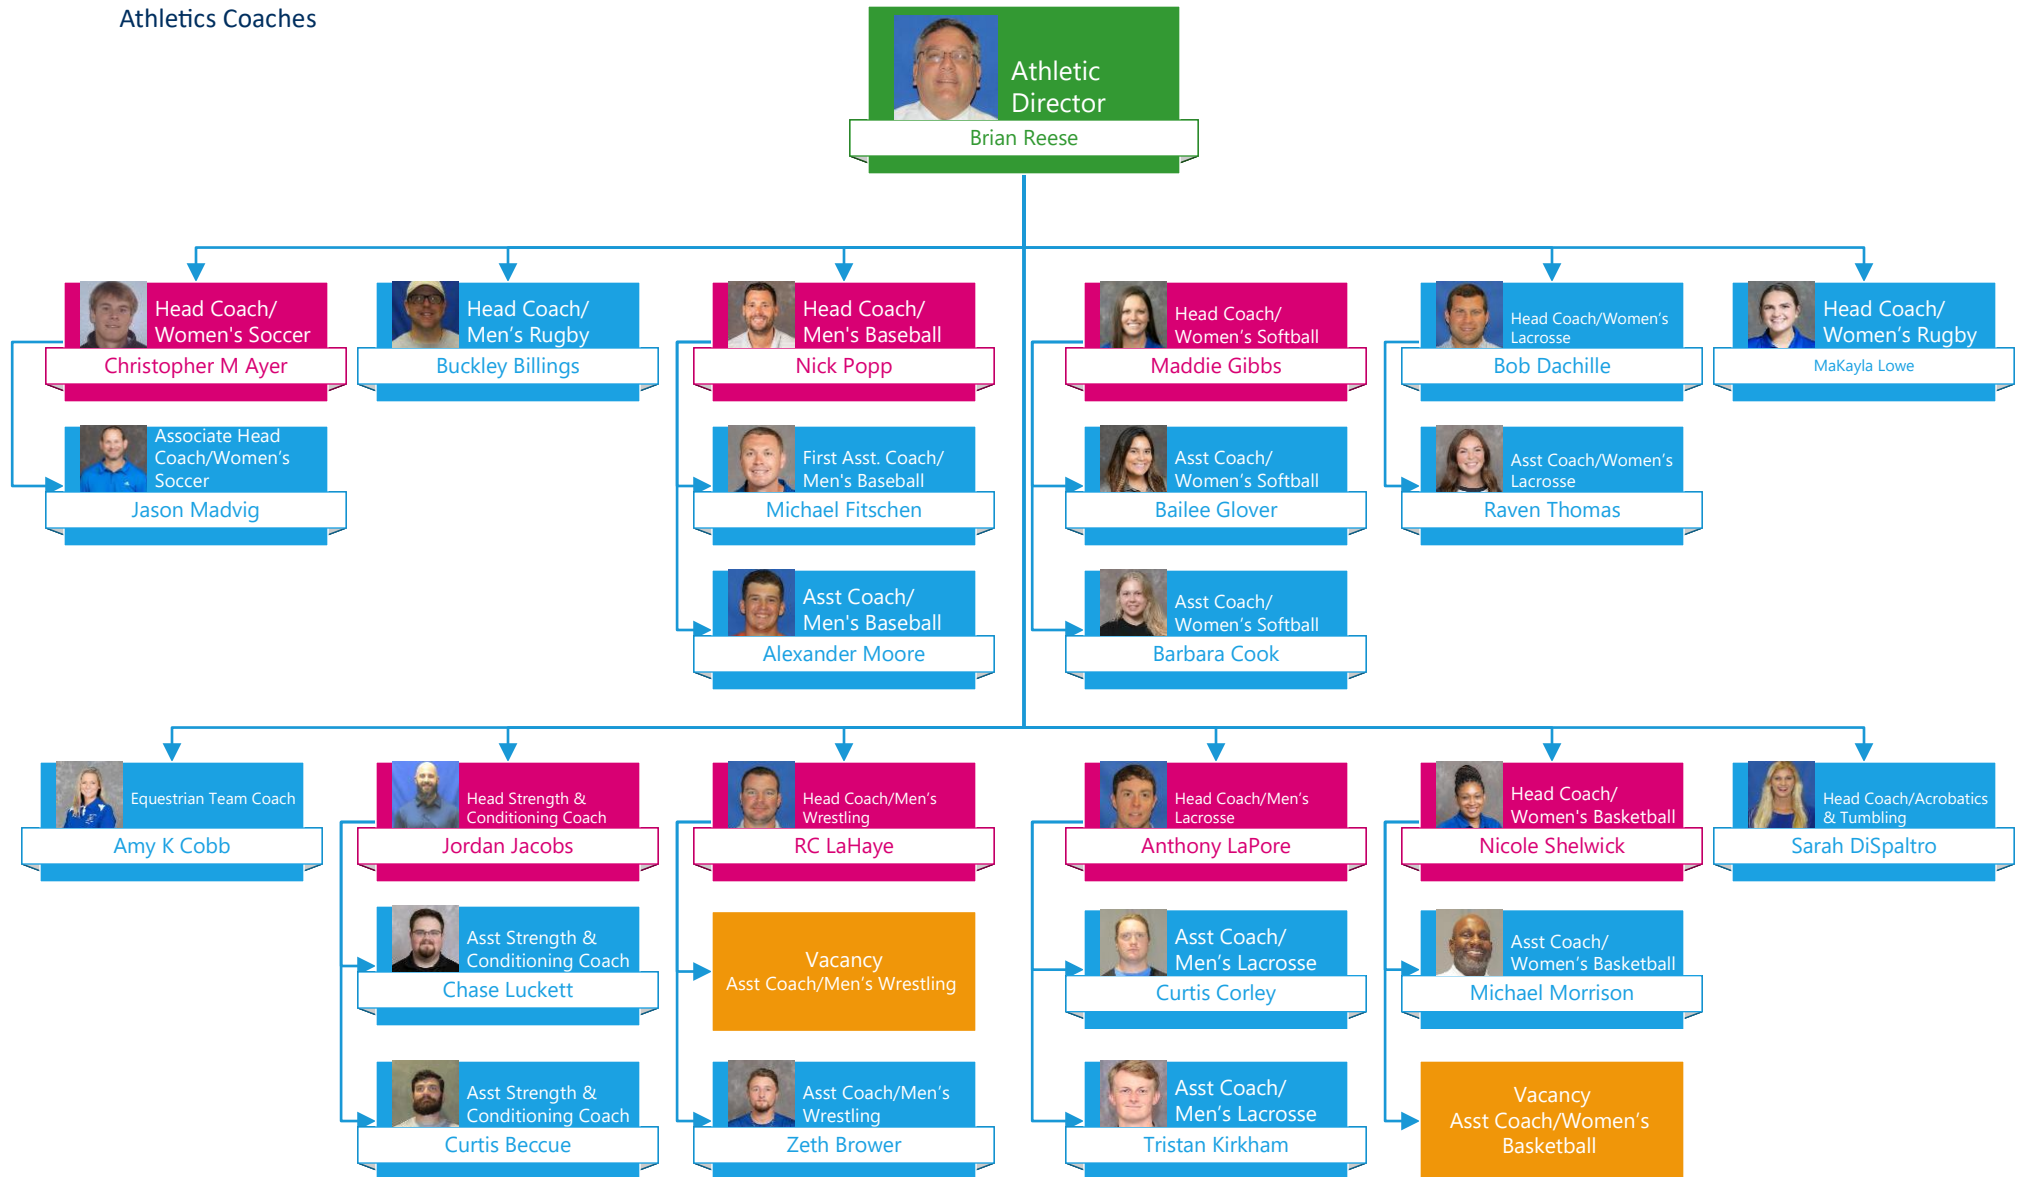 Athletics Coaches
Athletic
Director
Brian Reese
Head Coach/
Women's Soccer
Christopher M Ayer
Head Coach/
Men’s Rugby
Buckley Billings
Head Coach/
Men's Baseball
Nick Popp
Head Coach/
Women’s Softball
Maddie Gibbs
Head Coach/Women’s
Lacrosse
Bob Dachille
Head Coach/
Women’s Rugby
MaKayla Lowe
Associate Head
Coach/Women’s
Soccer
Jason Madvig
First Asst. Coach/
Men's Baseball
Michael Fitschen
Asst Coach/
Women’s Softball
Bailee Glover
Asst Coach/Women’s
Lacrosse
Raven Thomas
Asst Coach/
Men's Baseball
Alexander Moore
Asst Coach/
Women’s Softball
Barbara Cook
Equestrian Team Coach
Amy K Cobb
Head Strength &
Conditioning Coach
Jordan Jacobs
Head Coach/Men’s
Wrestling
RC LaHaye
Head Coach/Men’s
Lacrosse
Anthony LaPore
Head Coach/
Women's Basketball
Nicole Shelwick
Head Coach/Acrobatics
& Tumbling
Sarah DiSpaltro
Asst Strength &
Conditioning Coach
Chase Luckett
Vacancy
Asst Coach/Men’s Wrestling
Asst Coach/
Men’s Lacrosse
Curtis Corley
Asst Coach/
Women’s Basketball
Michael Morrison
Asst Strength &
Conditioning Coach
Curtis Beccue
Asst Coach/Men’s
Wrestling
Zeth Brower
Asst Coach/
Men’s Lacrosse
Tristan Kirkham
Vacancy
Asst Coach/Women’s
Basketball